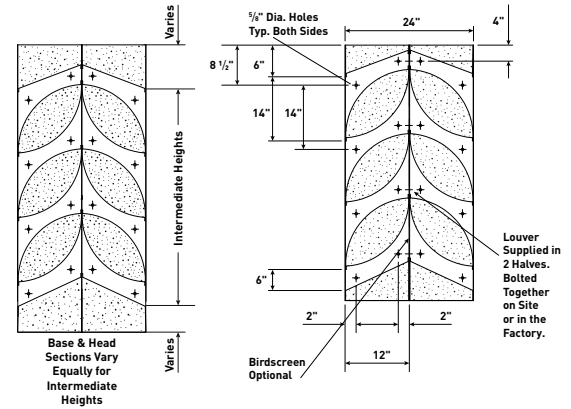 Varies
Intermediate Heights
Varies
Base & Head
Sections Vary
Equally for
Intermediate
Heights
5/8" Dia. Holes
Typ. Both Sides
24"
4"
8 1/2"
6"
14"
14"
6"
2"
2"
12"
Birdscreen
Optional
Louver
Supplied in
2 Halves.
Bolted
Together
on Site
or in the
Factory.